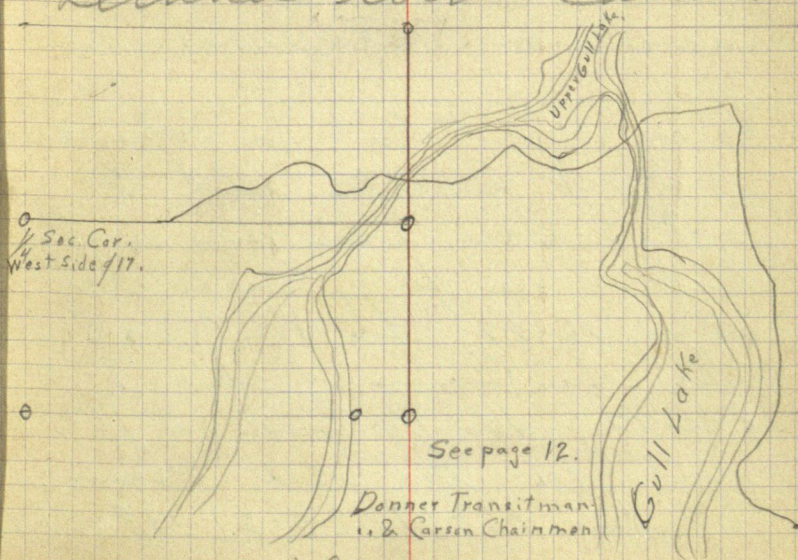 Upper Gull Lake.
1/4 Sec. Cor.
West side of 17.
Gull Lake
See page 12.
Donner Transitman
" & Carson Chainmen